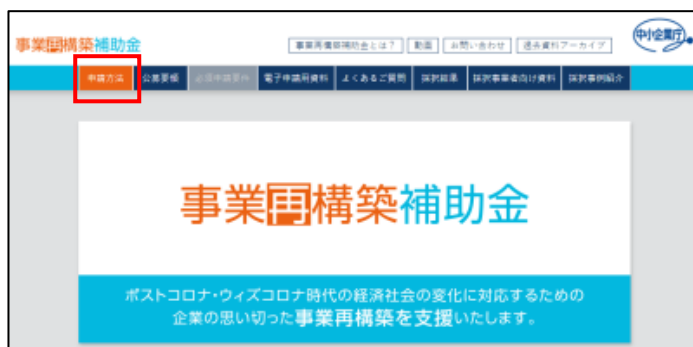 事業再構築補助金
事業再構築補助金とは？ 動画 お問い合わせ 過去資料アーカイブ
中小企業庁
申請方法 公募要領 必須申請要件 電子申請用資料 よくあるご質問 採択結果 採択事業者向け資料 採択事例紹介
事業再構築補助金
ポストコロナ・ウィズコロナ時代の経済社会の変化に対応するための
企業の思い切った事業再構築を支援いたします。